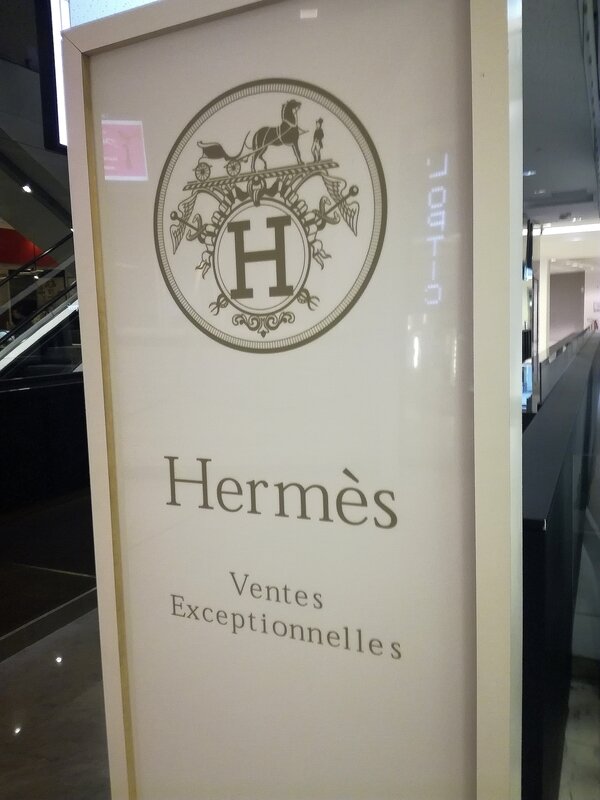 H
Hermès
Ventes
Exceptionnelles